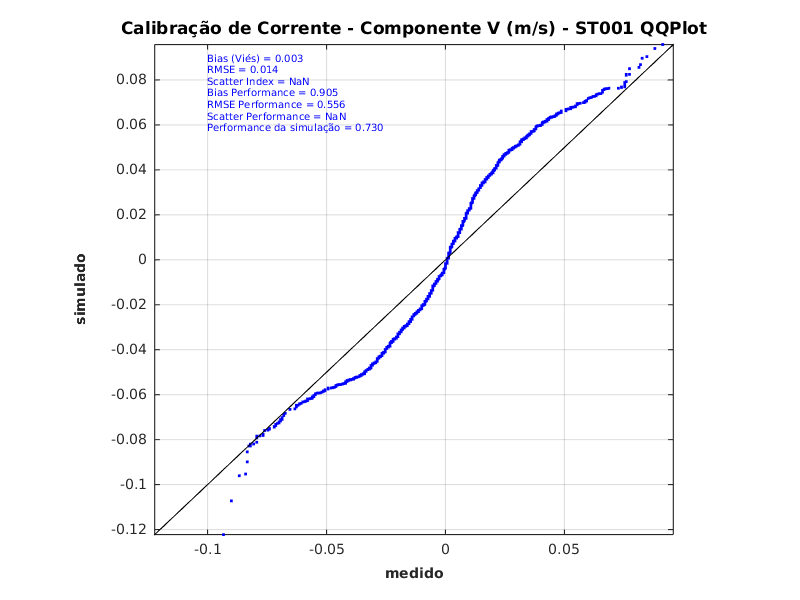 Calibração de Corrente - Componente V (m/s) - ST001 QQPlot
Bias (Viés) = 0.003
RMSE = 0.014
Scatter Index = NaN
Bias Performance = 0.905
RMSE Performance = 0.556
Scatter Performance = NaN
Performance da simulação = 0.730
0.08
0.06
0.04
0.02
0
-0.02
-0.04
-0.06
-0.08
-0.1
-0.12
simulado
-0.1
-0.05
0
0.05
medido